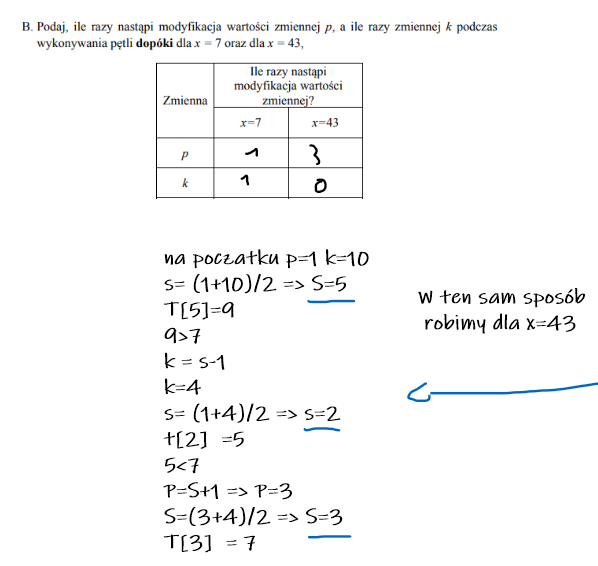 B. Podaj, ile razy nastąpi modyfikacja wartości zmiennej p, a ile razy zmiennej k podczas
wykonywania pętli dopóki dla x = 7 oraz dla x = 43,
Zmienna
Ile razy nastąpi
modyfikacja wartości
zmiennej?
x=7 x=43
p 1 3
k 1 0
na początku p=1 k=10
s= (1+10)/2 => S=5
T[5]=9
9>7
k = s-1
k=4
s= (1+4)/2 => s=2
t[2] =5
5<7
P=S+1 => P=3
S=(3+4)/2 => S=3
T[3] = 7
W ten sam sposób
robimy dla x=43